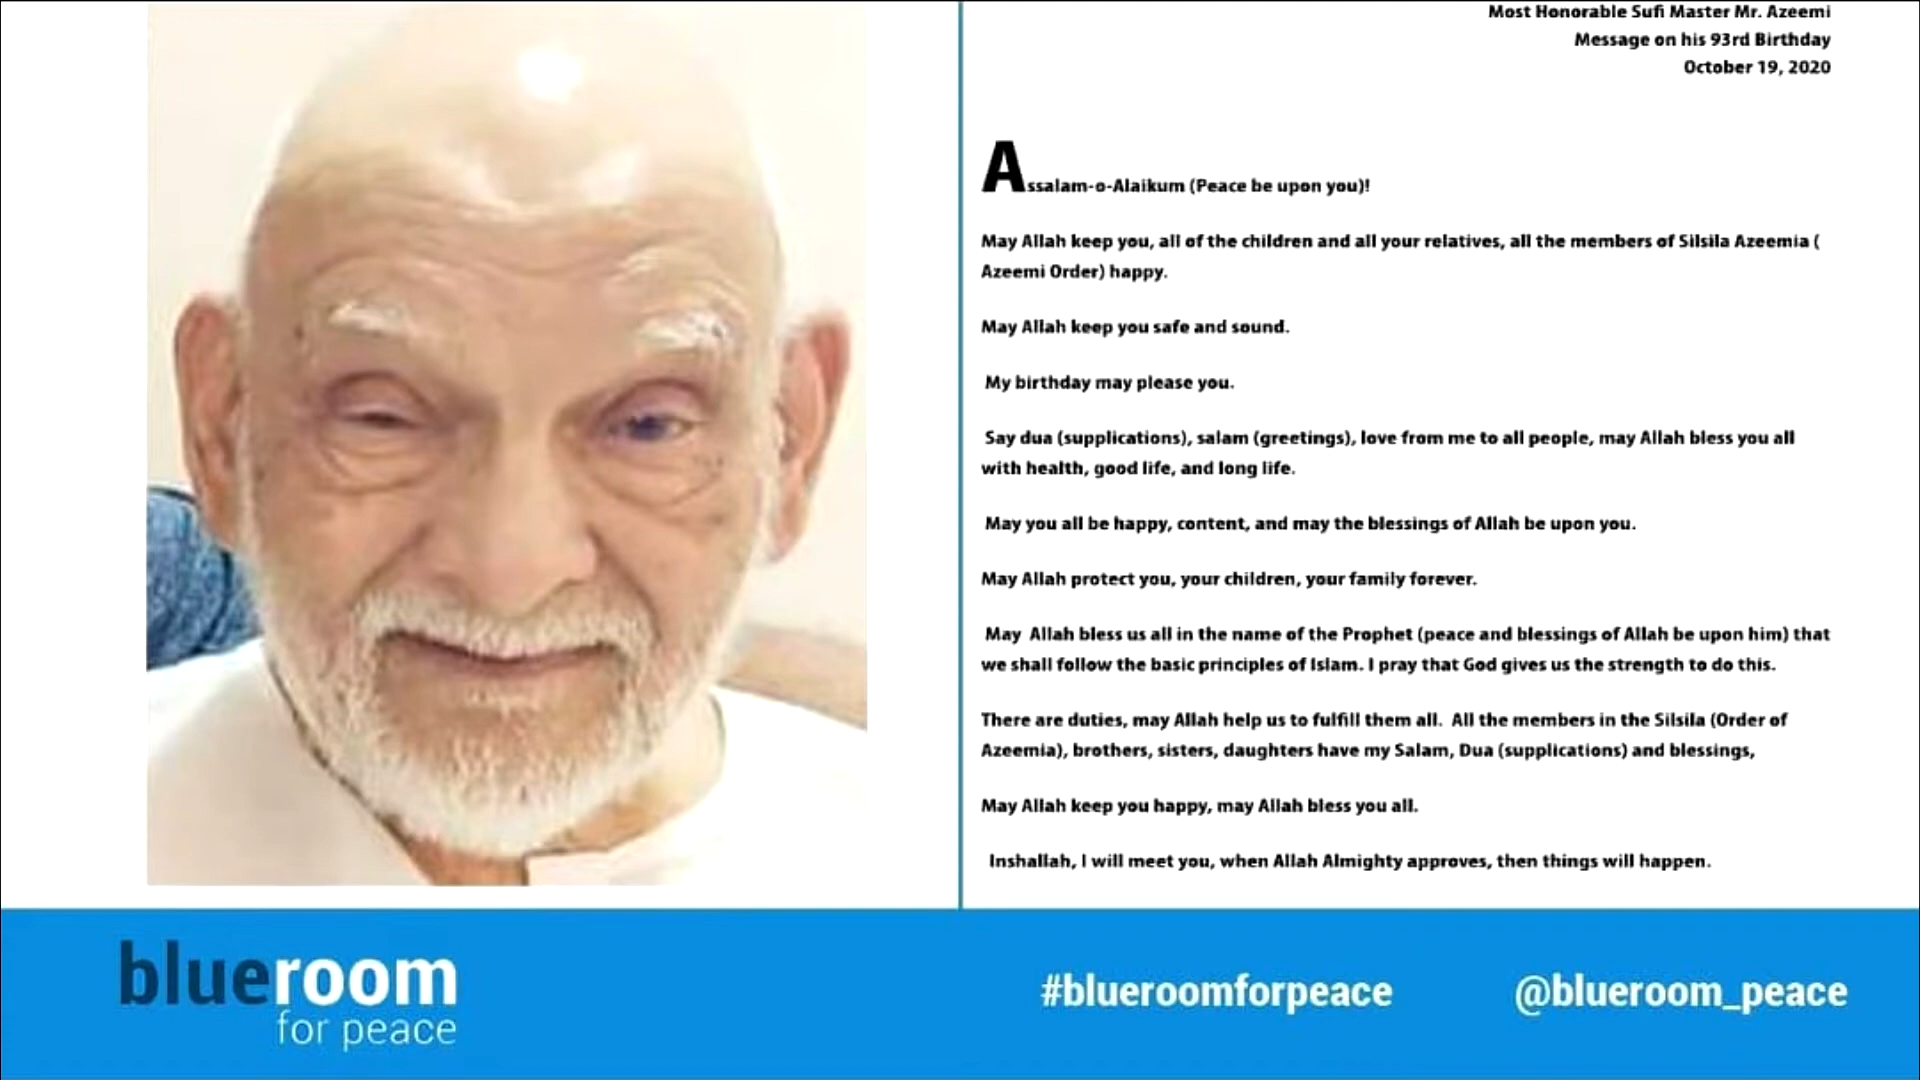 Most Honorable Sufi Master Mr. Azeemi
Message on his 93rd Birthday
October 19, 2020
Assalam-o-Alaikum (Peace be upon you)!
May Allah keep you, all of the children and all your relatives, all the members of Silsila Azeemia (
Azeemi Order) happy.
May Allah keep you safe and sound.
My birthday may please you.
Say dua (supplications), salam (greetings), love from me to all people, may Allah bless you all
with health, good life, and long life.
May you all be happy, content, and may the blessings of Allah be upon you.
May Allah protect you, your children, your family forever.
May Allah bless us all in the name of the Prophet (peace and blessings of Allah be upon him) that
we shall follow the basic principles of Islam. I pray that God gives us the strength to do this.
There are duties, may Allah help us to fulfill them all. All the members in the Silsila (Order of
Azeemia), brothers, sisters, daughters have my Salam, Dua (supplications) and blessings,
May Allah keep you happy, may Allah bless you all.
Inshallah, I will meet you, when Allah Almighty approves, then things will happen.
blueroom
for peace
#blueroomforpeace
@blueroom_peace